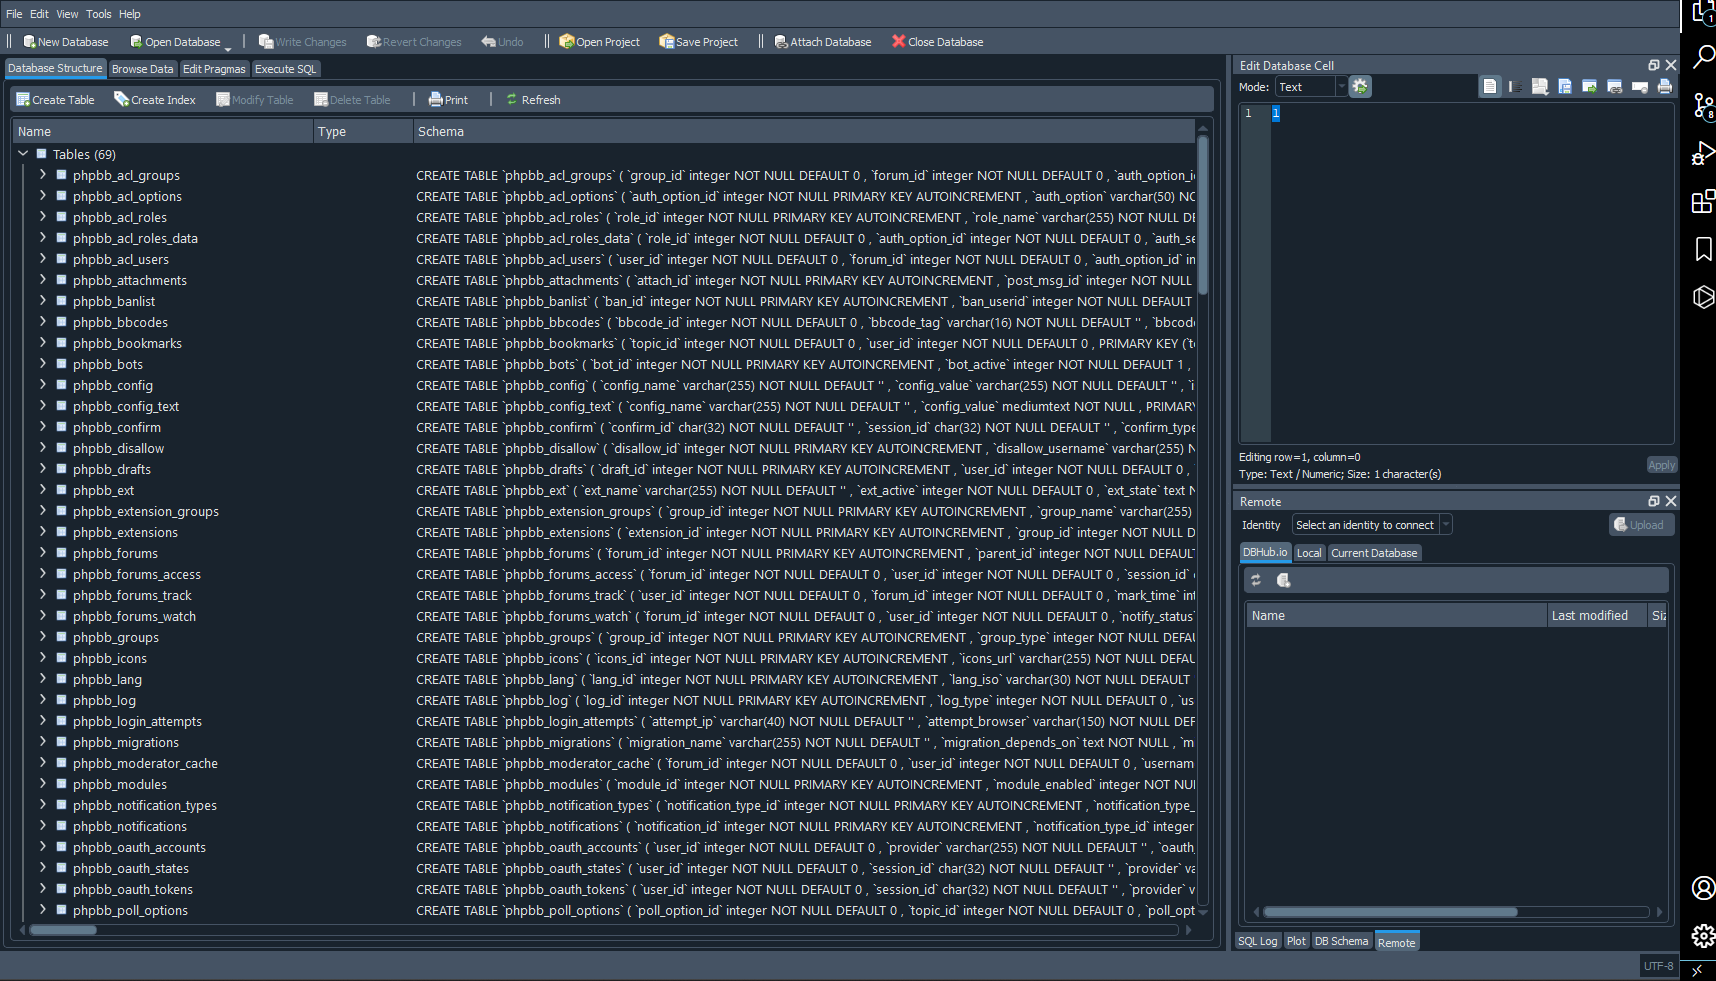 File Edit View Tools Help
New Database Open Database Write Changes Revert Changes Undo Open Project Save Project Attach Database Close Database
Database Structure Browse Data Edit Pragmas Execute SQL
Create Table Create Index Modify Table Delete Table Print Refresh
Name Type Schema
Tables (69)
phpbb_acl_groups CREATE TABLE `phpbb_acl_groups` ( `group_id` integer NOT NULL DEFAULT 0 , `forum_id` integer NOT NULL DEFAULT 0 , `auth_option_i
phpbb_acl_options CREATE TABLE `phpbb_acl_options` ( `auth_option_id` integer NOT NULL PRIMARY KEY AUTOINCREMENT , `auth_option` varchar(50) NO
phpbb_acl_roles CREATE TABLE `phpbb_acl_roles` ( `role_id` integer NOT NULL PRIMARY KEY AUTOINCREMENT , `role_name` varchar(255) NOT NULL DE
phpbb_acl_roles_data CREATE TABLE `phpbb_acl_roles_data` ( `role_id` integer NOT NULL DEFAULT 0 , `auth_option_id` integer NOT NULL DEFAULT 0 , `auth_se
phpbb_acl_users CREATE TABLE `phpbb_acl_users` ( `user_id` integer NOT NULL DEFAULT 0 , `forum_id` integer NOT NULL DEFAULT 0 , `auth_option_id` in
phpbb_attachments CREATE TABLE `phpbb_attachments` ( `attach_id` integer NOT NULL PRIMARY KEY AUTOINCREMENT , `post_msg_id` integer NOT NULL
phpbb_banlist CREATE TABLE `phpbb_banlist` ( `ban_id` integer NOT NULL PRIMARY KEY AUTOINCREMENT , `ban_userid` integer NOT NULL DEFAULT
phpbb_bbcodes CREATE TABLE `phpbb_bbcodes` ( `bbcode_id` integer NOT NULL DEFAULT 0 , `bbcode_tag` varchar(16) NOT NULL DEFAULT '' , `bbcod
phpbb_bookmarks CREATE TABLE `phpbb_bookmarks` ( `topic_id` integer NOT NULL DEFAULT 0 , `user_id` integer NOT NULL DEFAULT 0 , PRIMARY KEY (`t
phpbb_bots CREATE TABLE `phpbb_bots` ( `bot_id` integer NOT NULL PRIMARY KEY AUTOINCREMENT , `bot_active` integer NOT NULL DEFAULT 1 ,
phpbb_config CREATE TABLE `phpbb_config` ( `config_name` varchar(255) NOT NULL DEFAULT '' , `config_value` varchar(255) NOT NULL DEFAULT '' , `i
phpbb_config_text CREATE TABLE `phpbb_config_text` ( `config_name` varchar(255) NOT NULL DEFAULT '' , `config_value` mediumtext NOT NULL , PRIMARY
phpbb_confirm CREATE TABLE `phpbb_confirm` ( `confirm_id` char(32) NOT NULL DEFAULT '' , `session_id` char(32) NOT NULL DEFAULT '' , `confirm_type
phpbb_disallow CREATE TABLE `phpbb_disallow` ( `disallow_id` integer NOT NULL PRIMARY KEY AUTOINCREMENT , `disallow_username` varchar(255) N
phpbb_drafts CREATE TABLE `phpbb_drafts` ( `draft_id` integer NOT NULL PRIMARY KEY AUTOINCREMENT , `user_id` integer NOT NULL DEFAULT 0 , `
phpbb_ext CREATE TABLE `phpbb_ext` ( `ext_name` varchar(255) NOT NULL DEFAULT '' , `ext_active` integer NOT NULL DEFAULT 0 , `ext_state` text N
phpbb_extension_groups CREATE TABLE `phpbb_extension_groups` ( `group_id` integer NOT NULL PRIMARY KEY AUTOINCREMENT , `group_name` varchar(255)
phpbb_extensions CREATE TABLE `phpbb_extensions` ( `extension_id` integer NOT NULL PRIMARY KEY AUTOINCREMENT , `group_id` integer NOT NULL D
phpbb_forums CREATE TABLE `phpbb_forums` ( `forum_id` integer NOT NULL PRIMARY KEY AUTOINCREMENT , `parent_id` integer NOT NULL DEFAULT
phpbb_forums_access CREATE TABLE `phpbb_forums_access` ( `forum_id` integer NOT NULL DEFAULT 0 , `user_id` integer NOT NULL DEFAULT 0 , `session_id`
phpbb_forums_track CREATE TABLE `phpbb_forums_track` ( `user_id` integer NOT NULL DEFAULT 0 , `forum_id` integer NOT NULL DEFAULT 0 , `mark_time` int
phpbb_forums_watch CREATE TABLE `phpbb_forums_watch` ( `forum_id` integer NOT NULL DEFAULT 0 , `user_id` integer NOT NULL DEFAULT 0 , `notify_status`
phpbb_groups CREATE TABLE `phpbb_groups` ( `group_id` integer NOT NULL PRIMARY KEY AUTOINCREMENT , `group_type` integer NOT NULL DEFAU
phpbb_icons CREATE TABLE `phpbb_icons` ( `icons_id` integer NOT NULL PRIMARY KEY AUTOINCREMENT , `icons_url` varchar(255) NOT NULL DEFAUL
phpbb_lang CREATE TABLE `phpbb_lang` ( `lang_id` integer NOT NULL PRIMARY KEY AUTOINCREMENT , `lang_iso` varchar(30) NOT NULL DEFAULT
phpbb_log CREATE TABLE `phpbb_log` ( `log_id` integer NOT NULL PRIMARY KEY AUTOINCREMENT , `log_type` integer NOT NULL DEFAULT 0 , `us
phpbb_login_attempts CREATE TABLE `phpbb_login_attempts` ( `attempt_ip` varchar(40) NOT NULL DEFAULT '' , `attempt_browser` varchar(150) NOT NULL DEF
phpbb_migrations CREATE TABLE `phpbb_migrations` ( `migration_name` varchar(255) NOT NULL DEFAULT '' , `migration_depends_on` text NOT NULL , `m
phpbb_moderator_cache CREATE TABLE `phpbb_moderator_cache` ( `forum_id` integer NOT NULL DEFAULT 0 , `user_id` integer NOT NULL DEFAULT 0 , `usernam
phpbb_modules CREATE TABLE `phpbb_modules` ( `module_id` integer NOT NULL PRIMARY KEY AUTOINCREMENT , `module_enabled` integer NOT NUL
phpbb_notification_types CREATE TABLE `phpbb_notification_types` ( `notification_type_id` integer NOT NULL PRIMARY KEY AUTOINCREMENT , `notification_type_
phpbb_notifications CREATE TABLE `phpbb_notifications` ( `notification_id` integer NOT NULL PRIMARY KEY AUTOINCREMENT , `notification_type_id` integer
phpbb_oauth_accounts CREATE TABLE `phpbb_oauth_accounts` ( `user_id` integer NOT NULL DEFAULT 0 , `provider` varchar(255) NOT NULL DEFAULT '' , `oauth_
phpbb_oauth_states CREATE TABLE `phpbb_oauth_states` ( `user_id` integer NOT NULL DEFAULT 0 , `session_id` char(32) NOT NULL DEFAULT '' , `provider` va
phpbb_oauth_tokens CREATE TABLE `phpbb_oauth_tokens` ( `user_id` integer NOT NULL DEFAULT 0 , `session_id` char(32) NOT NULL DEFAULT '' , `provider` v
phpbb_poll_options CREATE TABLE `phpbb_poll_options` ( `poll_option_id` integer NOT NULL DEFAULT 0 , `topic_id` integer NOT NULL DEFAULT 0 , `poll_opt
Edit Database Cell
Mode: Text
1 1
Editing row=1, column=0
Type: Text / Numeric; Size: 1 character(s)
Apply
Remote
Identity Select an identity to connect Upload
DBHub.io Local Current Database
Name Last modified Siz
SQL Log Plot DB Schema Remote
UTF-8
1
8